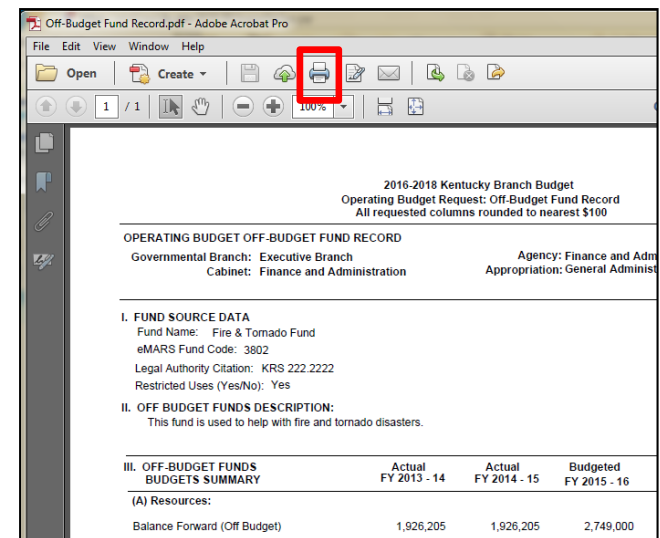 Off-Budget Fund Record.pdf - Adobe Acrobat Pro
File Edit View Window Help
Open Create
1 / 1 100%
2016-2018 Kentucky Branch Budget
Operating Budget Request: Off-Budget Fund Record
All requested columns rounded to nearest $100
OPERATING BUDGET OFF-BUDGET FUND RECORD
Governmental Branch: Executive Branch Agency: Finance and Adm
Cabinet: Finance and Administration Appropriation: General Administ
I. FUND SOURCE DATA
Fund Name: Fire & Tornado Fund
eMARS Fund Code: 3802
Legal Authority Citation: KRS 222.2222
Restricted Uses (Yes/No): Yes
II. OFF BUDGET FUNDS DESCRIPTION:
This fund is used to help with fire and tornado disasters.
III. OFF-BUDGET FUNDS Actual Actual Budgeted
BUDGETS SUMMARY FY 2013 - 14 FY 2014 - 15 FY 2015 - 16
(A) Resources:
Balance Forward (Off Budget) 1,926,205 1,926,205 2,749,000